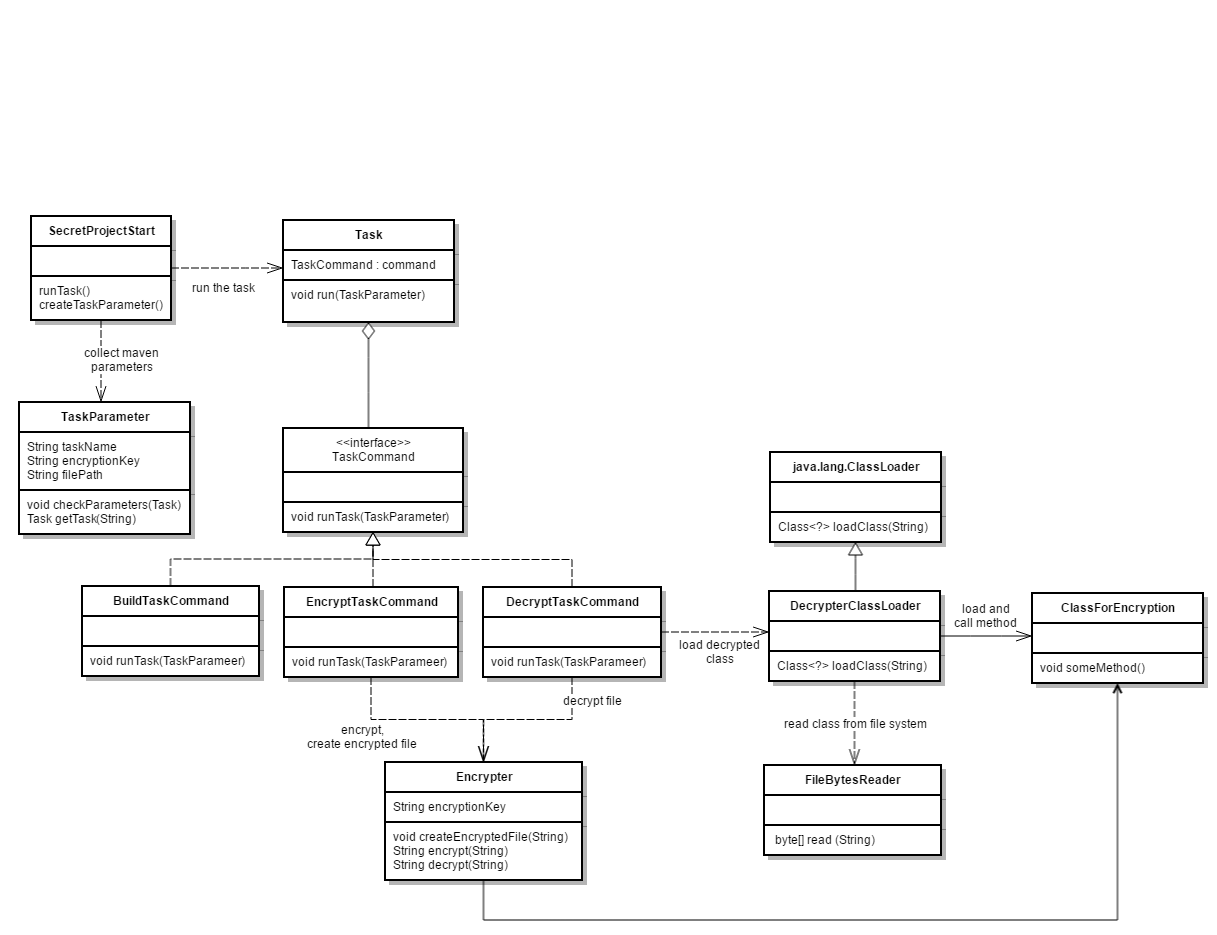 SecretProjectStart
runTask()
createTaskParameter()
run the task
Task
TaskCommand : command
void run(TaskParameter)
collect maven
parameters
TaskParameter
String taskName
String encryptionKey
String filePath
void checkParameters(Task)
Task getTask(String)
<<interface>>
TaskCommand
void runTask(TaskParameter)
java.lang.ClassLoader
Class<?> loadClass(String)
BuildTaskCommand
void runTask(TaskParameer)
EncryptTaskCommand
void runTask(TaskParameer)
DecryptTaskCommand
void runTask(TaskParameer)
load decrypted
class
DecrypterClassLoader
Class<?> loadClass(String)
load and
call method
ClassForEncryption
void someMethod()
encrypt,
create encrypted file
decrypt file
read class from file system
Encrypter
String encryptionKey
void createEncryptedFile(String)
String encrypt(String)
String decrypt(String)
FileBytesReader
byte[] read (String)